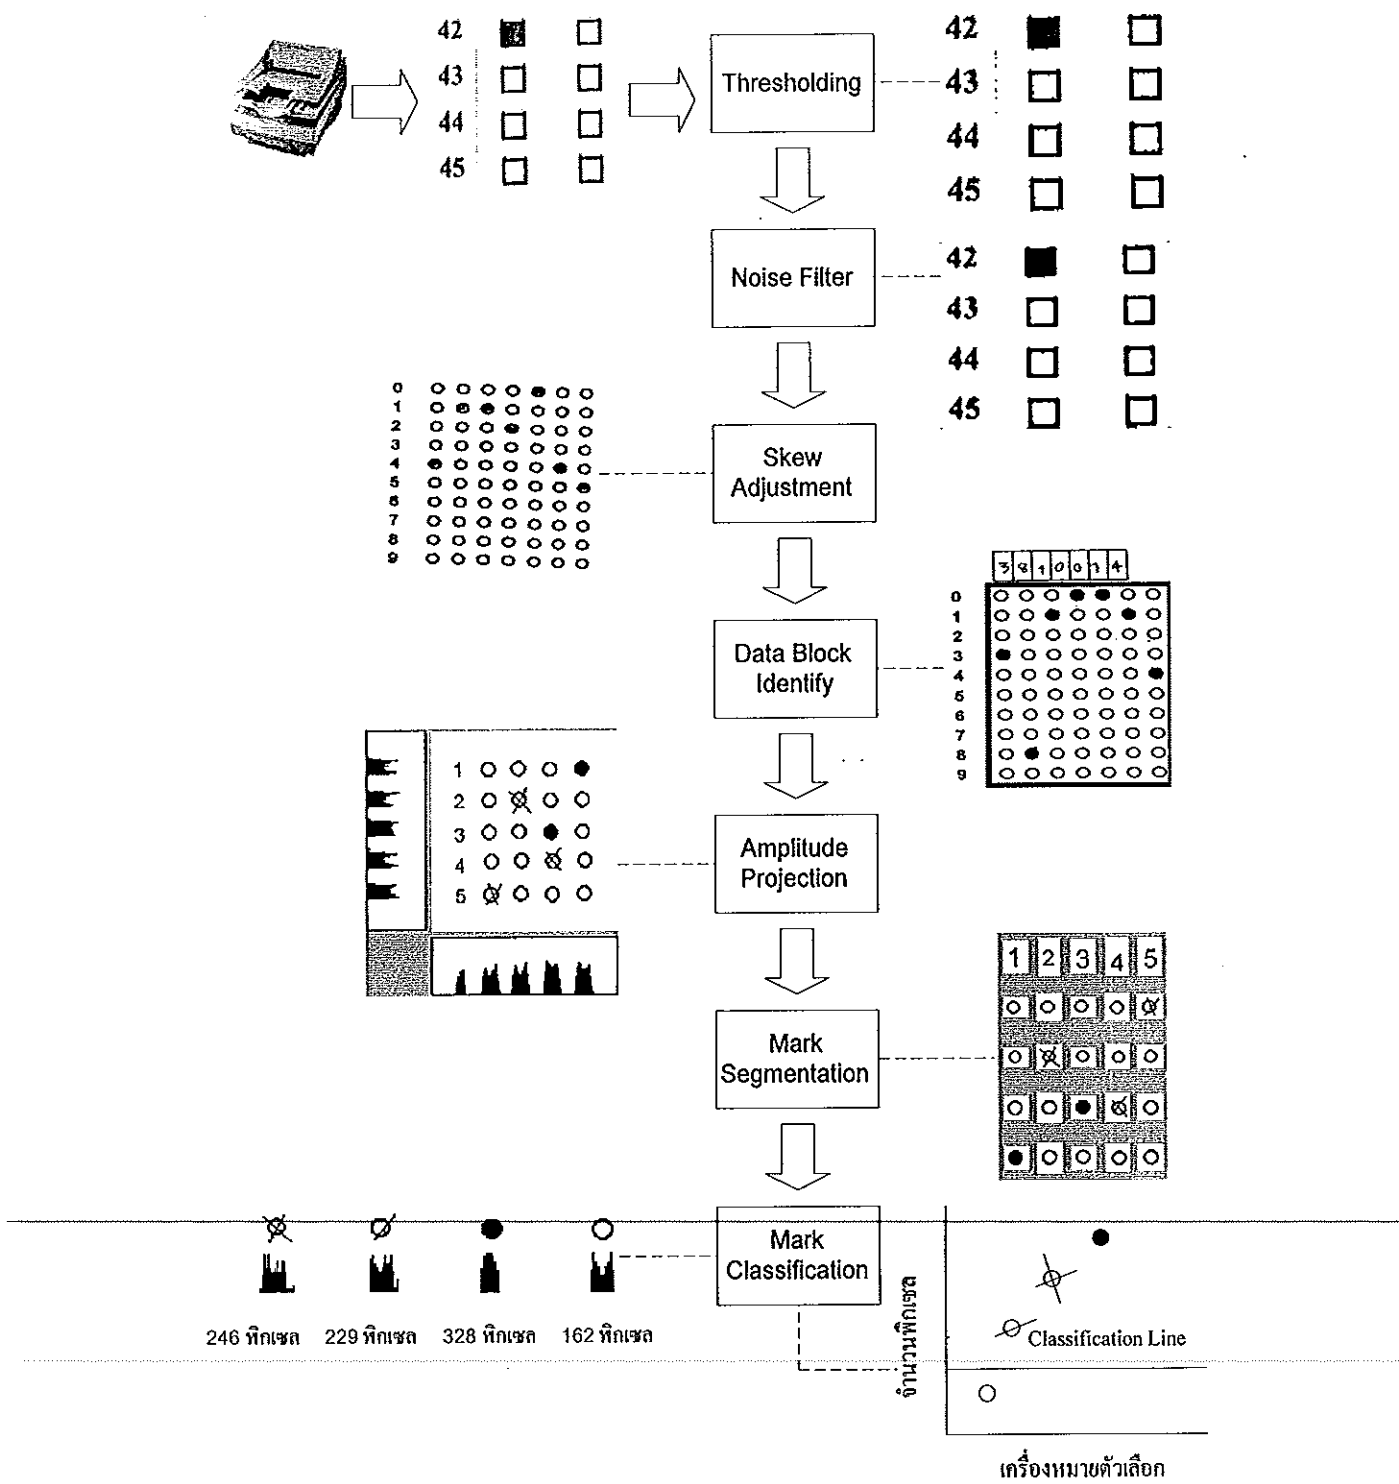 42
43
44
45
Thresholding
42
43
44
45
Noise Filter
42
43
44
45
0
1
2
3
4
5
6
7
8
9
Skew
Adjustment
3 8 1 0 0 1 4
0
1
2
3
4
5
6
7
8
9
Data Block
Identify
1
2
3
4
5
Amplitude
Projection
1 2 3 4 5
Mark
Segmentation
Mark
Classification
246 พิกเซล 229 พิกเซล 328 พิกเซล 162 พิกเซล
จำนวนพิกเซล
Classification Line
เครื่องหมายตัวเลือก